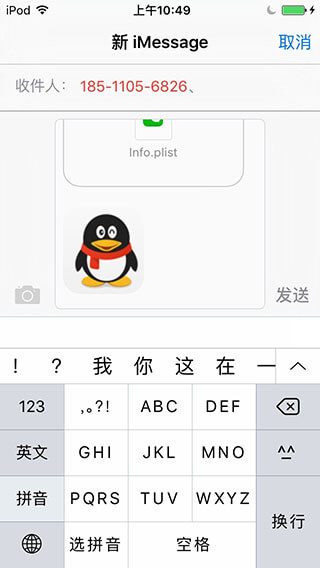 iPod 上午10:49
新 iMessage 取消
收件人： 185-1105-6826、
Info.plist
发送
! ? 我 你 这 在 一
123 ,。?! ABC DEF
英文 GHI JKL MNO ^^
拼音 PQRS TUV WXYZ 换行
选拼音 空格